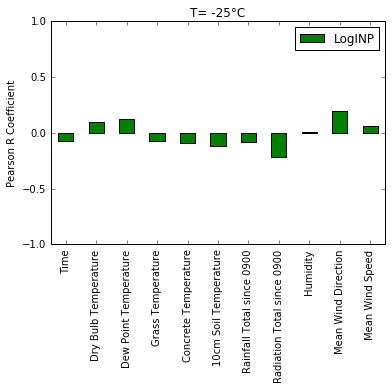 T= -25°C
LogINP
Pearson R Coefficient
1.0
0.5
0.0
−0.5
−1.0
Time
Dry Bulb Temperature
Dew Point Temperature
Grass Temperature
Concrete Temperature
10cm Soil Temperature
Rainfall Total since 0900
Radiation Total since 0900
Humidity
Mean Wind Direction
Mean Wind Speed